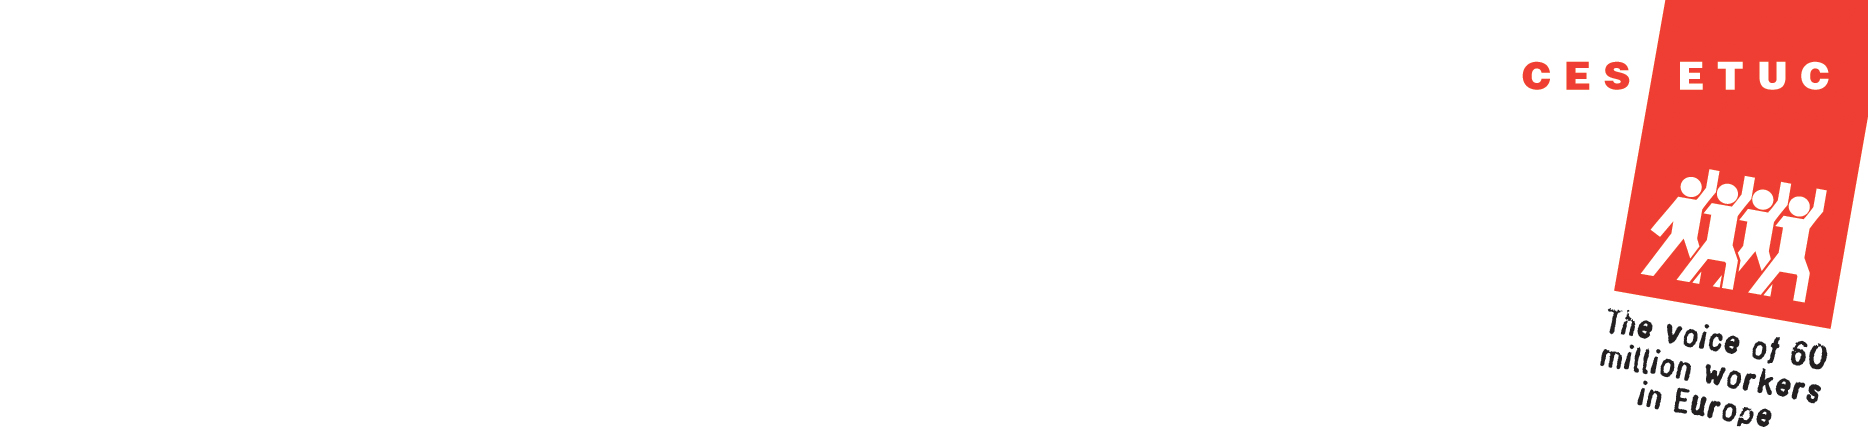 CES ETUC
The voice of 60
million workers
in Europe